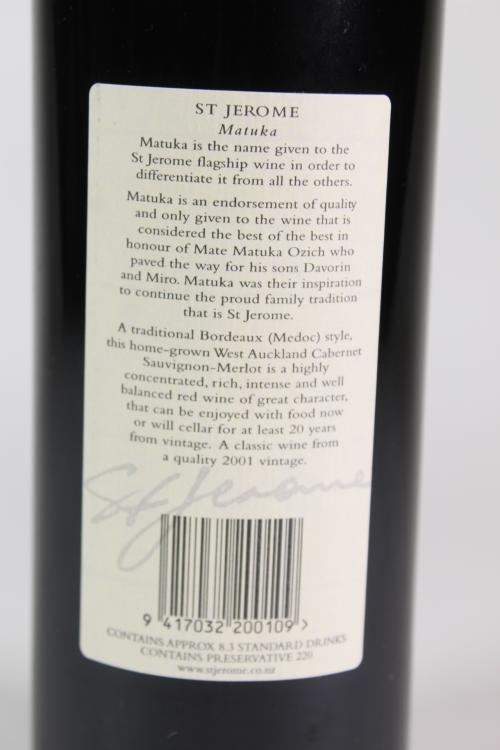 ST JEROME
Matuka
Matuka is the name given to the
St Jerome flagship wine in order to
differentiate it from all the others.
Matuka is an endorsement of quality
and only given to the wine that is
considered the best of the best in
honour of Mate Matuka Ozich who
paved the way for his sons Davorin
and Miro. Matuka was their inspiration
to continue the proud family tradition
that is St Jerome.
A traditional Bordeaux (Medoc) style,
this home-grown West Auckland Cabernet
Sauvignon-Merlot is a highly
concentrated, rich, intense and well
balanced red wine of great character,
that can be enjoyed with food now
or will cellar for at least 20 years
from vintage. A classic wine from
a quality 2001 vintage.
St Jerome
9 417032 200109 >
CONTAINS APPROX 8.3 STANDARD DRINKS
CONTAINS PRESERVATIVE 220
www.stjerome.co.nz